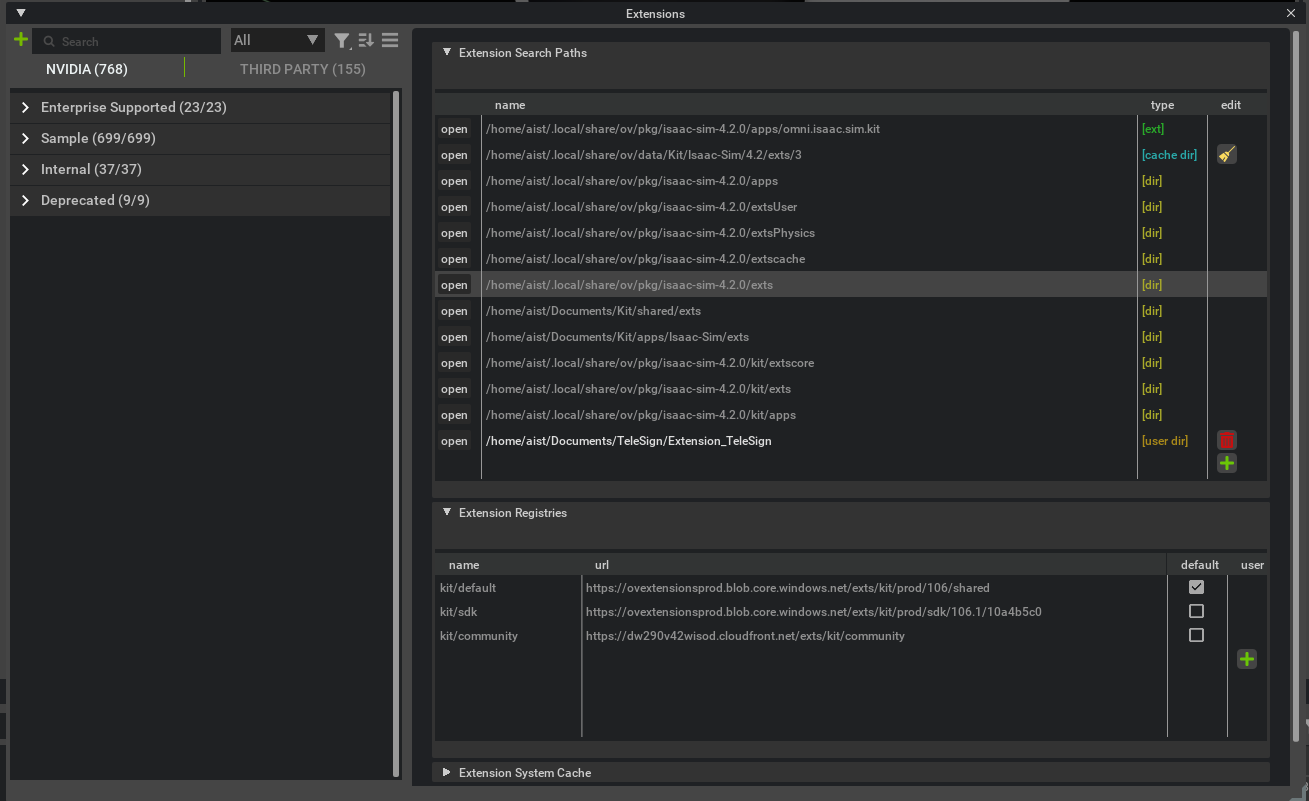 Extensions
Search
All
NVIDIA (768)
THIRD PARTY (155)
Enterprise Supported (23/23)
Sample (699/699)
Internal (37/37)
Deprecated (9/9)
Extension Search Paths
name type edit
open /home/aist/.local/share/ov/pkg/isaac-sim-4.2.0/apps/omni.isaac.sim.kit [ext]
open /home/aist/.local/share/ov/data/Kit/Isaac-Sim/4.2/exts/3 [cache dir]
open /home/aist/.local/share/ov/pkg/isaac-sim-4.2.0/apps [dir]
open /home/aist/.local/share/ov/pkg/isaac-sim-4.2.0/extsUser [dir]
open /home/aist/.local/share/ov/pkg/isaac-sim-4.2.0/extsPhysics [dir]
open /home/aist/.local/share/ov/pkg/isaac-sim-4.2.0/extscache [dir]
open /home/aist/.local/share/ov/pkg/isaac-sim-4.2.0/exts [dir]
open /home/aist/Documents/Kit/shared/exts [dir]
open /home/aist/Documents/Kit/apps/Isaac-Sim/exts [dir]
open /home/aist/.local/share/ov/pkg/isaac-sim-4.2.0/kit/extscore [dir]
open /home/aist/.local/share/ov/pkg/isaac-sim-4.2.0/kit/exts [dir]
open /home/aist/.local/share/ov/pkg/isaac-sim-4.2.0/kit/apps [dir]
open /home/aist/Documents/TeleSign/Extension_TeleSign [user dir]
Extension Registries
name url default user
kit/default https://ovextensionsprod.blob.core.windows.net/exts/kit/prod/106/shared
kit/sdk https://ovextensionsprod.blob.core.windows.net/exts/kit/prod/sdk/106.1/10a4b5c0
kit/community https://dw290v42wisod.cloudfront.net/exts/kit/community
Extension System Cache